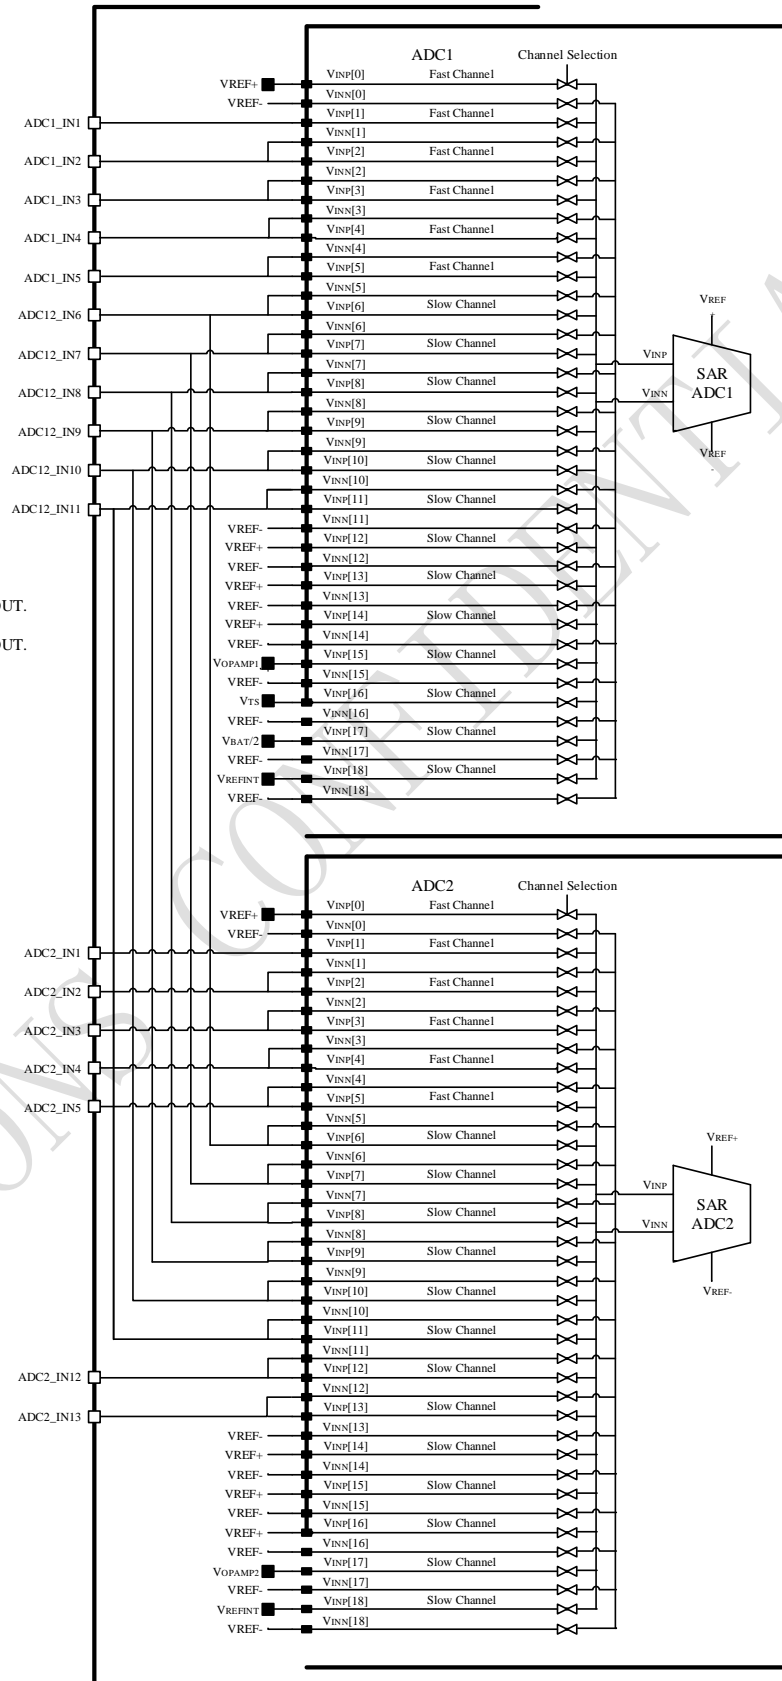 ADC1
Channel Selection
VREF+
VINP[0]
Fast Channel
VREF-
VINN[0]
ADC1_IN1
VINP[1]
Fast Channel
VINN[1]
ADC1_IN2
VINP[2]
Fast Channel
VINN[2]
ADC1_IN3
VINP[3]
Fast Channel
VINN[3]
ADC1_IN4
VINP[4]
Fast Channel
VINN[4]
ADC1_IN5
VINP[5]
Fast Channel
VINN[5]
ADC12_IN6
VINP[6]
Slow Channel
VINN[6]
ADC12_IN7
VINP[7]
Slow Channel
VINN[7]
ADC12_IN8
VINP[8]
Slow Channel
VINN[8]
ADC12_IN9
VINP[9]
Slow Channel
VINN[9]
ADC12_IN10
VINP[10]
Slow Channel
VINN[10]
ADC12_IN11
VINP[11]
Slow Channel
VREF-
VINN[11]
VREF+
VINP[12]
Slow Channel
VREF-
VINN[12]
VREF+
VINP[13]
Slow Channel
VREF-
VINN[13]
VREF+
VINP[14]
Slow Channel
VREF-
VINN[14]
VOPAMP1
VINP[15]
Slow Channel
VREF-
VINN[15]
VTS
VINP[16]
Slow Channel
VREF-
VINN[16]
VBAT/2
VINP[17]
Slow Channel
VREF-
VINN[17]
VREFINT
VINP[18]
Slow Channel
VREF-
VINN[18]
VREF
+
VINP
VINN
SAR
ADC1
VREF
-
OUT.
OUT.
ADC2
Channel Selection
VREF+
VINP[0]
Fast Channel
VREF-
VINN[0]
ADC2_IN1
VINP[1]
Fast Channel
VINN[1]
ADC2_IN2
VINP[2]
Fast Channel
VINN[2]
ADC2_IN3
VINP[3]
Fast Channel
VINN[3]
ADC2_IN4
VINP[4]
Fast Channel
VINN[4]
ADC2_IN5
VINP[5]
Fast Channel
VINN[5]
VINP[6]
Slow Channel
VINN[6]
VINP[7]
Slow Channel
VINN[7]
VINP[8]
Slow Channel
VINN[8]
VINP[9]
Slow Channel
VINN[9]
VINP[10]
Slow Channel
VINN[10]
VINP[11]
Slow Channel
VINN[11]
ADC2_IN12
VINP[12]
Slow Channel
VINN[12]
ADC2_IN13
VINP[13]
Slow Channel
VREF-
VINN[13]
VREF+
VINP[14]
Slow Channel
VREF-
VINN[14]
VREF+
VINP[15]
Slow Channel
VREF-
VINN[15]
VREF+
VINP[16]
Slow Channel
VREF-
VINN[16]
VOPAMP2
VINP[17]
Slow Channel
VREF-
VINN[17]
VREFINT
VINP[18]
Slow Channel
VREF-
VINN[18]
VREF+
VINP
VINN
SAR
ADC2
VREF-
ONS CONFIDENTIA